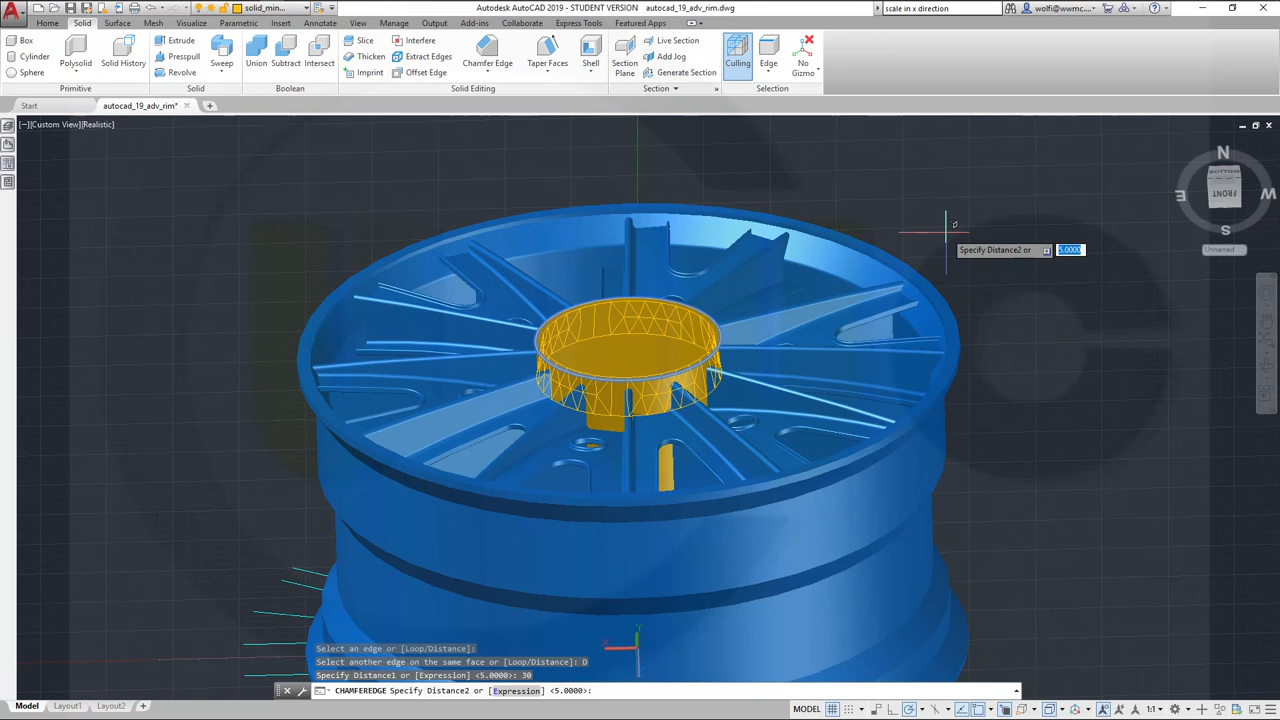 solid_min...
Autodesk AutoCAD 2019 - STUDENT VERSION autocad_19_adv_rim.dwg
scale in x direction
wolfi@wvmc...
Home Solid Surface Mesh Visualize Parametric Insert Annotate View Manage Output Add-ins Collaborate Express Tools Featured Apps
Box
Cylinder
Sphere
Polysolid
Solid History
Extrude
Presspull
Revolve
Sweep
Union
Subtract
Intersect
Slice
Thicken
Imprint
Interfere
Extract Edges
Offset Edge
Chamfer Edge
Taper Faces
Shell
Section Plane
Live Section
Add Jog
Generate Section
Culling
Edge
No Gizmo
Primitive Solid Boolean Solid Editing Section Selection
Start autocad_19_adv_rim*
[−][Custom View][Realistic]
N
W
E
S
FRONT
Unnamed
Specify Distance2 or 5.0000
Y
X
Select an edge or [Loop/Distance]:
Select another edge on the same face or [Loop/Distance]: D
Specify Distance1 or [Expression] <5.0000>: 30
CHAMFEREDGE Specify Distance2 or [Expression] <5.0000>:
Model Layout1 Layout2 +
MODEL 1:1